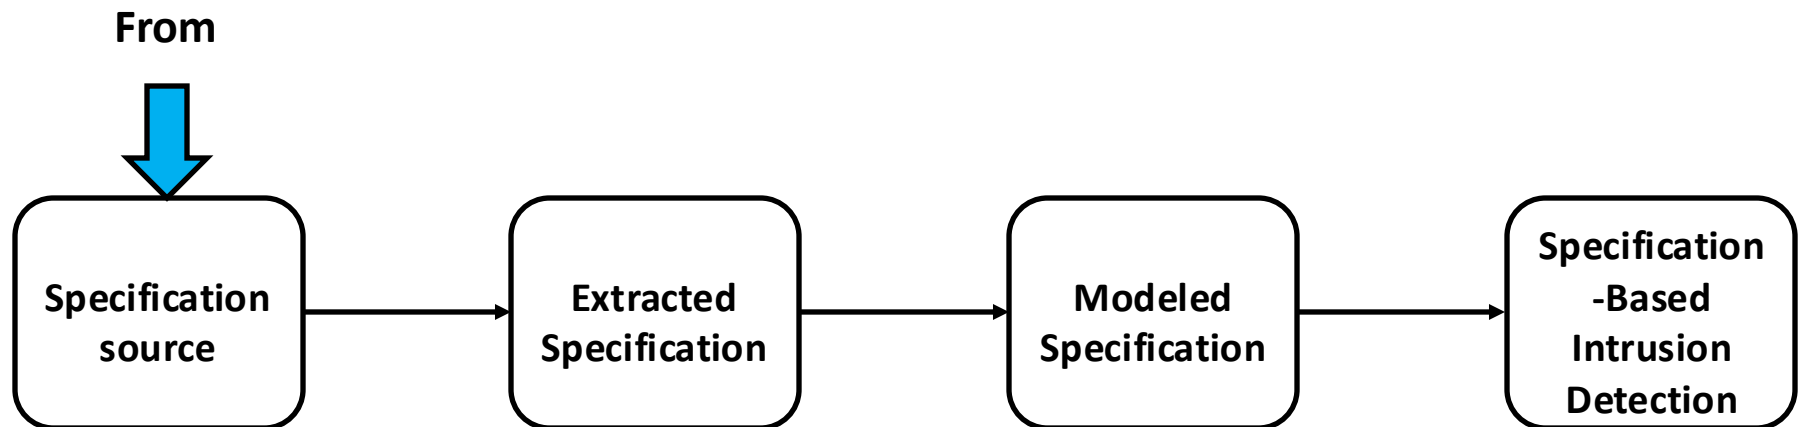 From
Specification
source
Extracted
Specification
Modeled
Specification
Specification
-Based
Intrusion
Detection